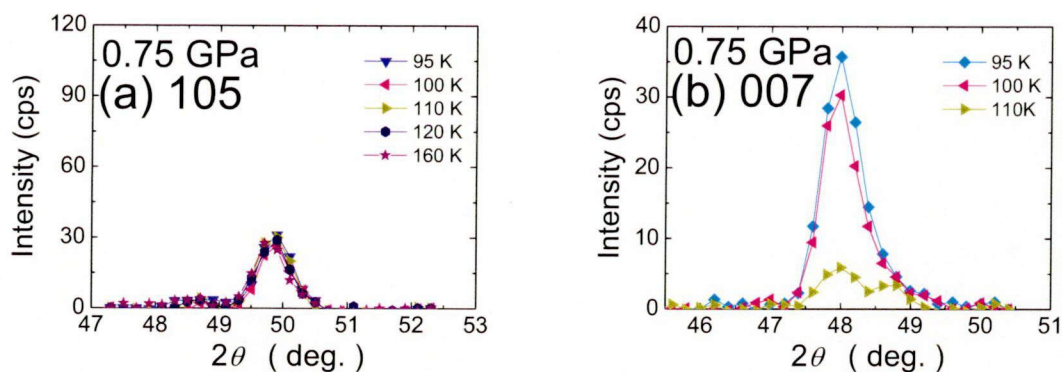 120
90
60
30
0
Intensity (cps)
0.75 GPa
(a) 105
95 K
100 K
110 K
120 K
160 K
47 48 49 50 51 52 53
2θ ( deg. )
40
30
20
10
0
Intensity (cps)
0.75 GPa
(b) 007
95 K
100 K
110K
46 47 48 49 50 51
2θ ( deg. )